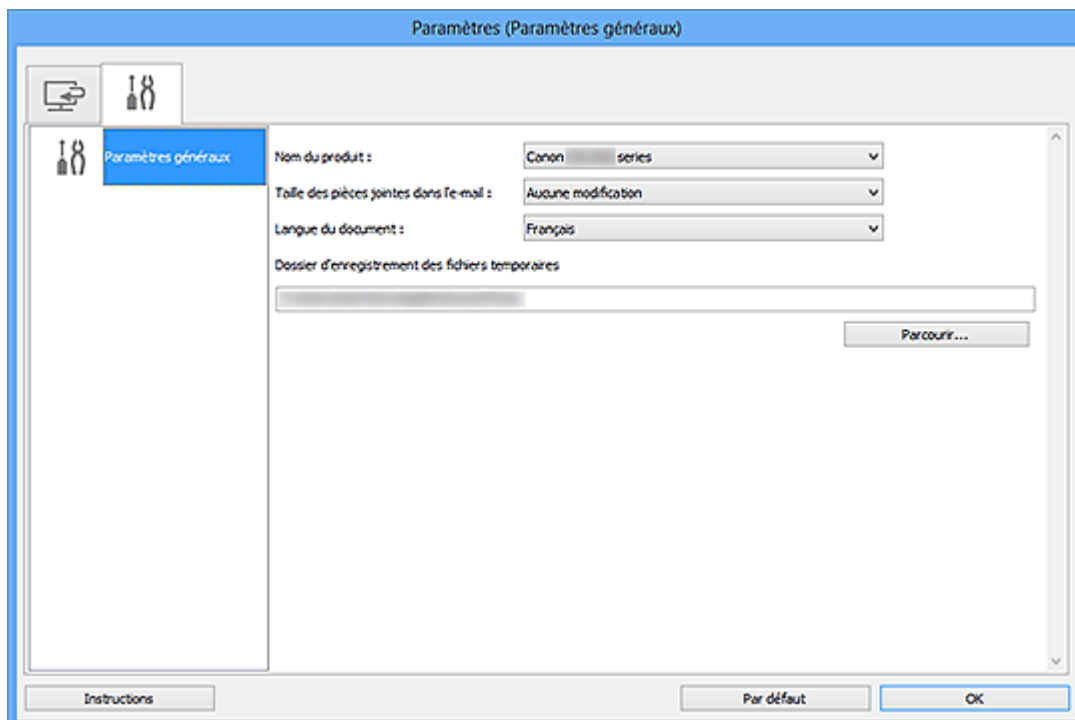 Paramètres (Paramètres généraux)
Paramètres généraux
Nom du produit :
Canon series
Taille des pièces jointes dans l'e-mail :
Aucune modification
Langue du document :
Français
Dossier d'enregistrement des fichiers temporaires
Parcourir...
Instructions
Par défaut
OK